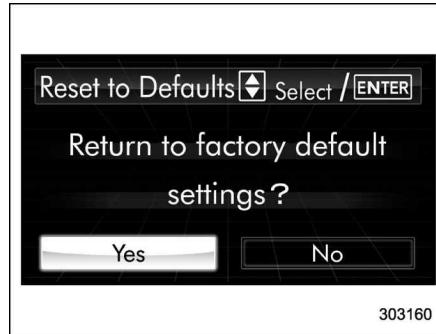 Reset to Defaults Select / ENTER
Return to factory default
settings?
Yes No
303160